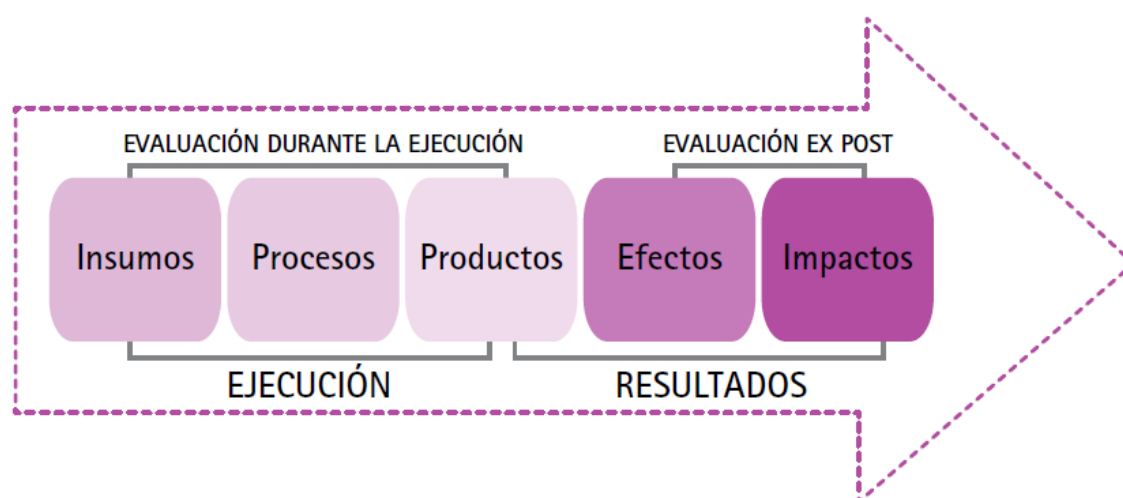 EVALUACIÓN DURANTE LA EJECUCIÓN EVALUACIÓN EX POST
Insumos Procesos Productos Efectos Impactos
EJECUCIÓN RESULTADOS